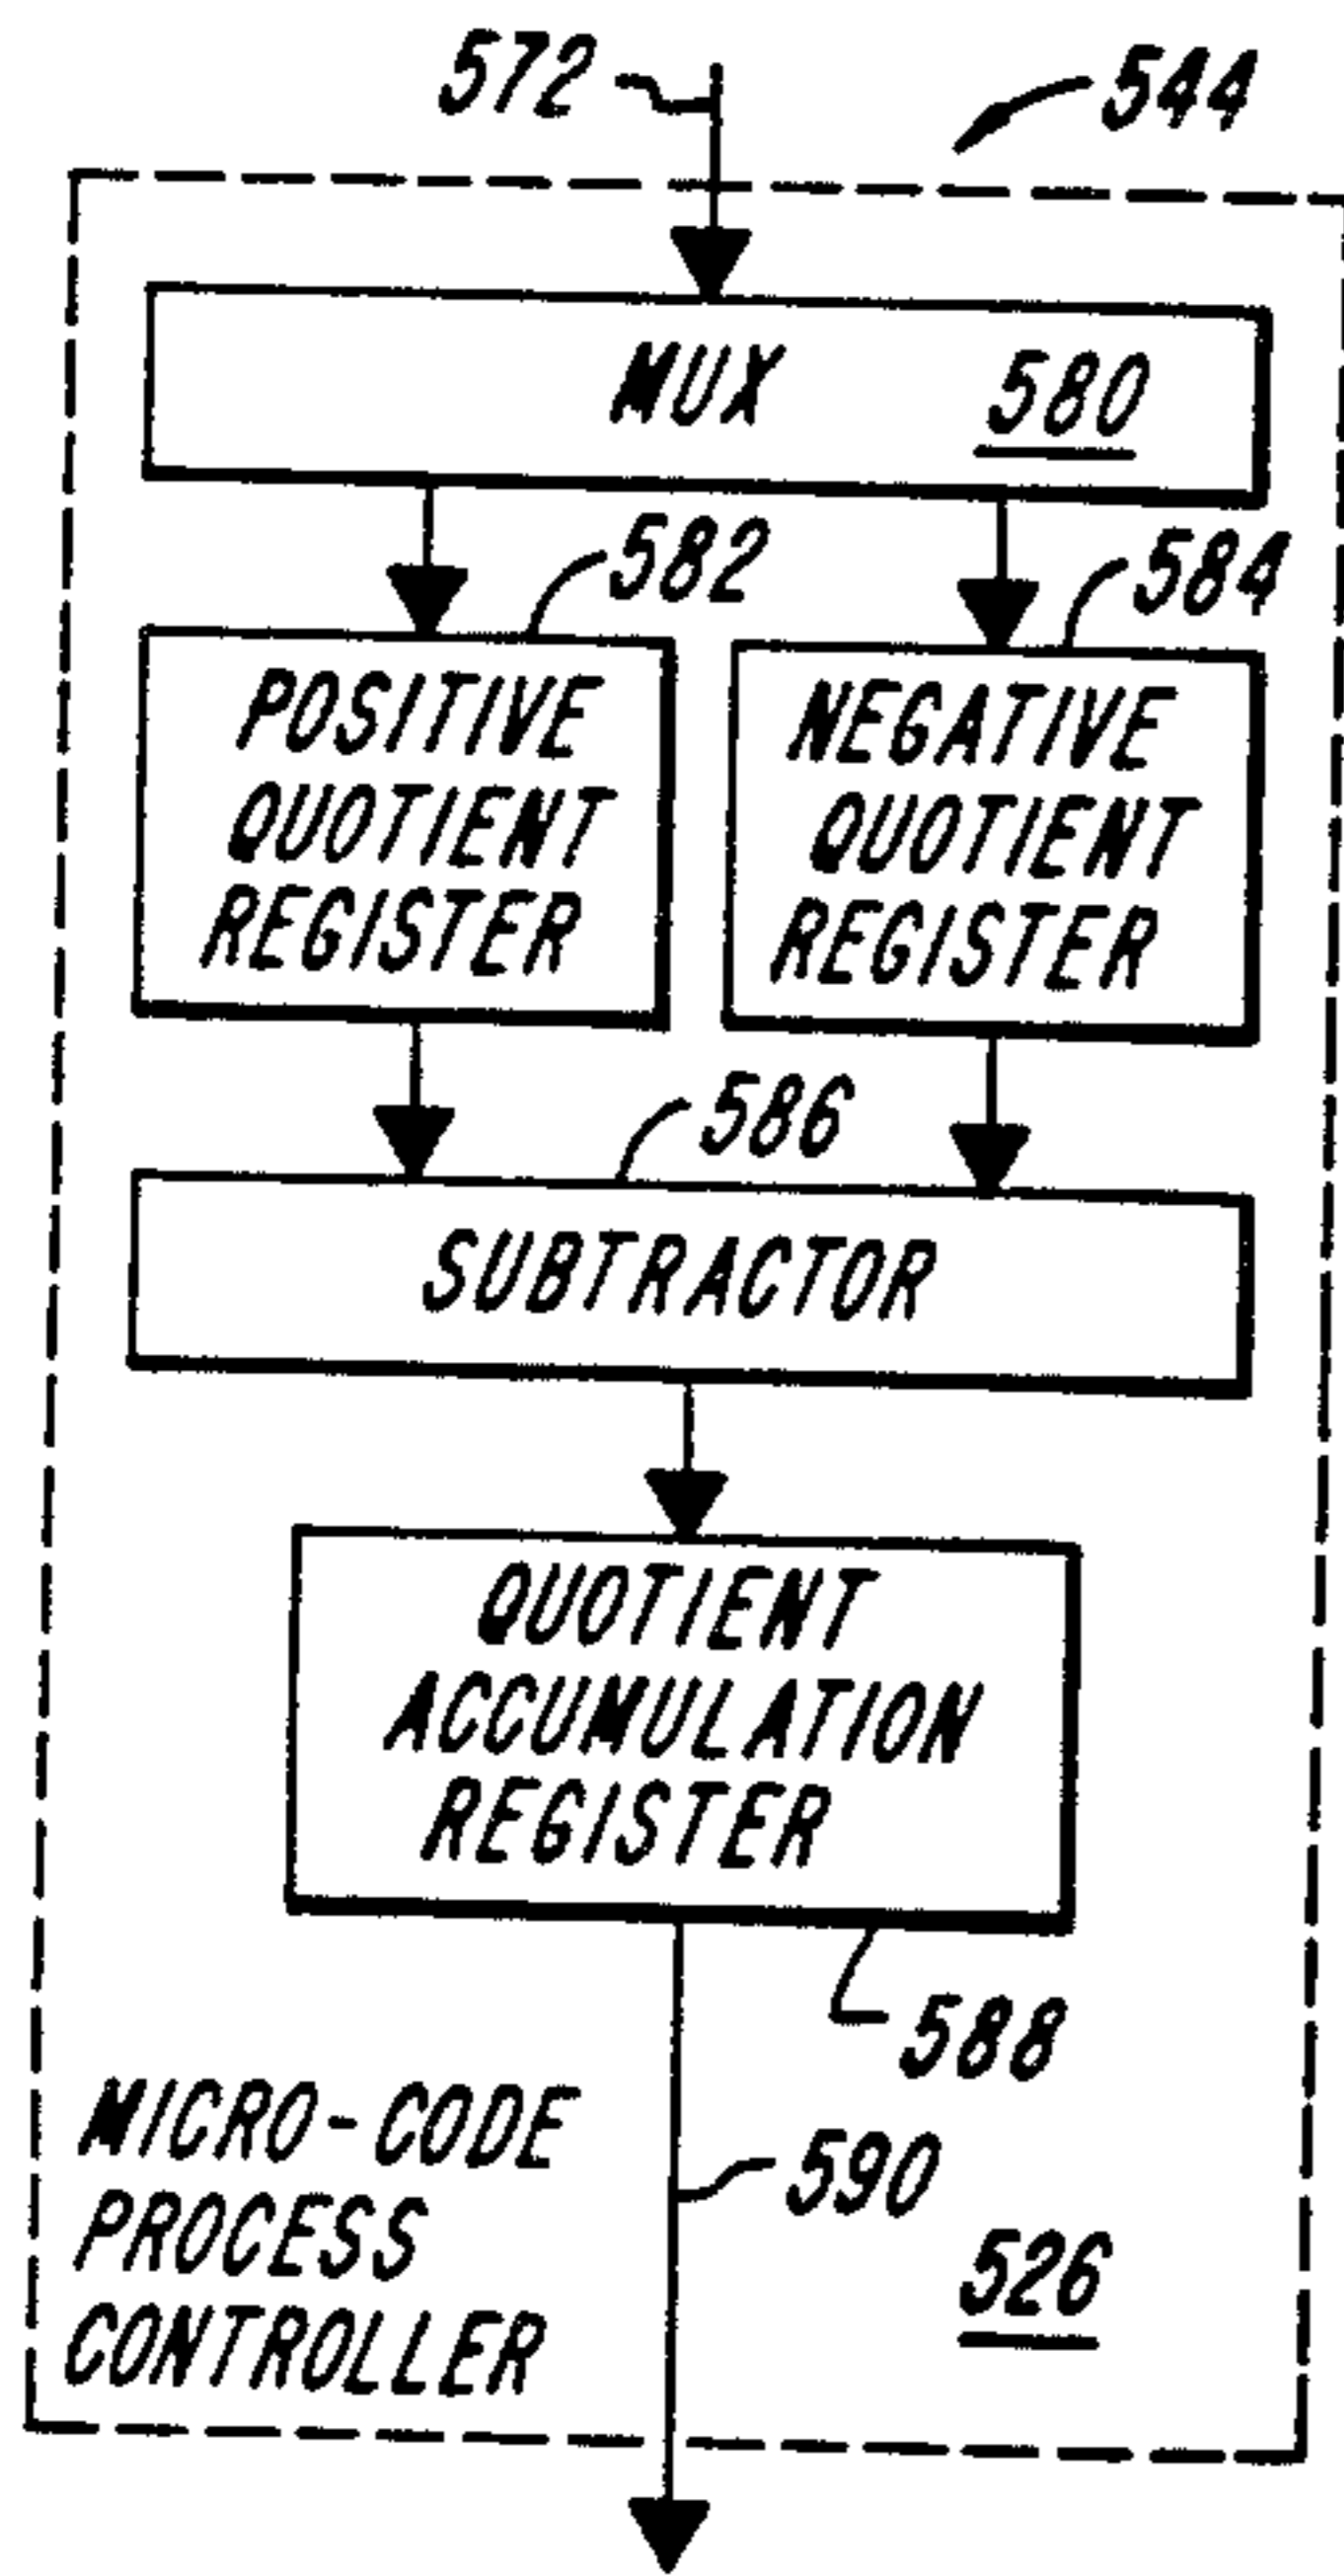 572
544
MUX 580
582
584
POSITIVE
QUOTIENT
REGISTER
NEGATIVE
QUOTIENT
REGISTER
586
SUBTRACTOR
QUOTIENT
ACCUMULATION
REGISTER
588
590
MICRO-CODE
PROCESS
CONTROLLER
526